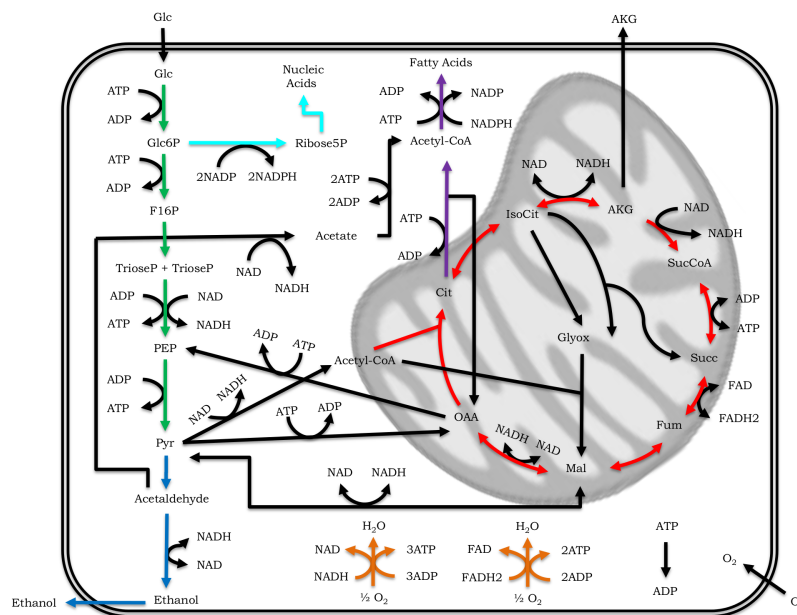 Glc
AKG
Glc
Nucleic
Acids
Fatty Acids
ATP
ADP
ADP
NADP
ATP
NADPH
Glc6P
Ribose5P
Acetyl-CoA
ATP
ADP
2NADP
2NADPH
2ATP
2ADP
NAD
NADH
F16P
Acetate
ATP
ADP
IsoCit
AKG
NAD
NADH
SucCoA
TrioseP + TrioseP
NAD
NADH
Cit
ADP
ATP
NAD
NADH
ADP
ATP
PEP
ADP
ATP
Acetyl-CoA
Glyox
Succ
ADP
ATP
NAD
NADH
ATP
ADP
OAA
FAD
FADH2
Fum
Pyr
NADH
NAD
Mal
Acetaldehyde
NAD
NADH
NADH
NAD
H2O
NAD
3ATP
NADH
3ADP
½ O2
H2O
FAD
2ATP
FADH2
2ADP
½ O2
ATP
ADP
O2
Ethanol
Ethanol